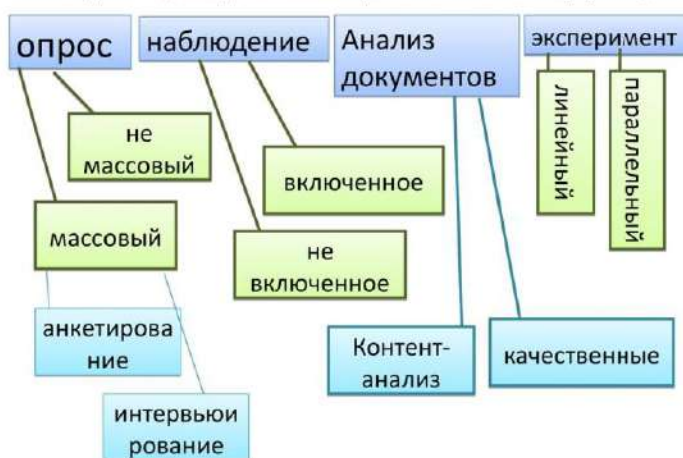 опрос
наблюдение
Анализ
документов
эксперимент
линейный
параллельный
не
массовый
включенное
массовый
не
включенное
анкетирова
ние
Контент-
анализ
качественные
интервьюи
рование